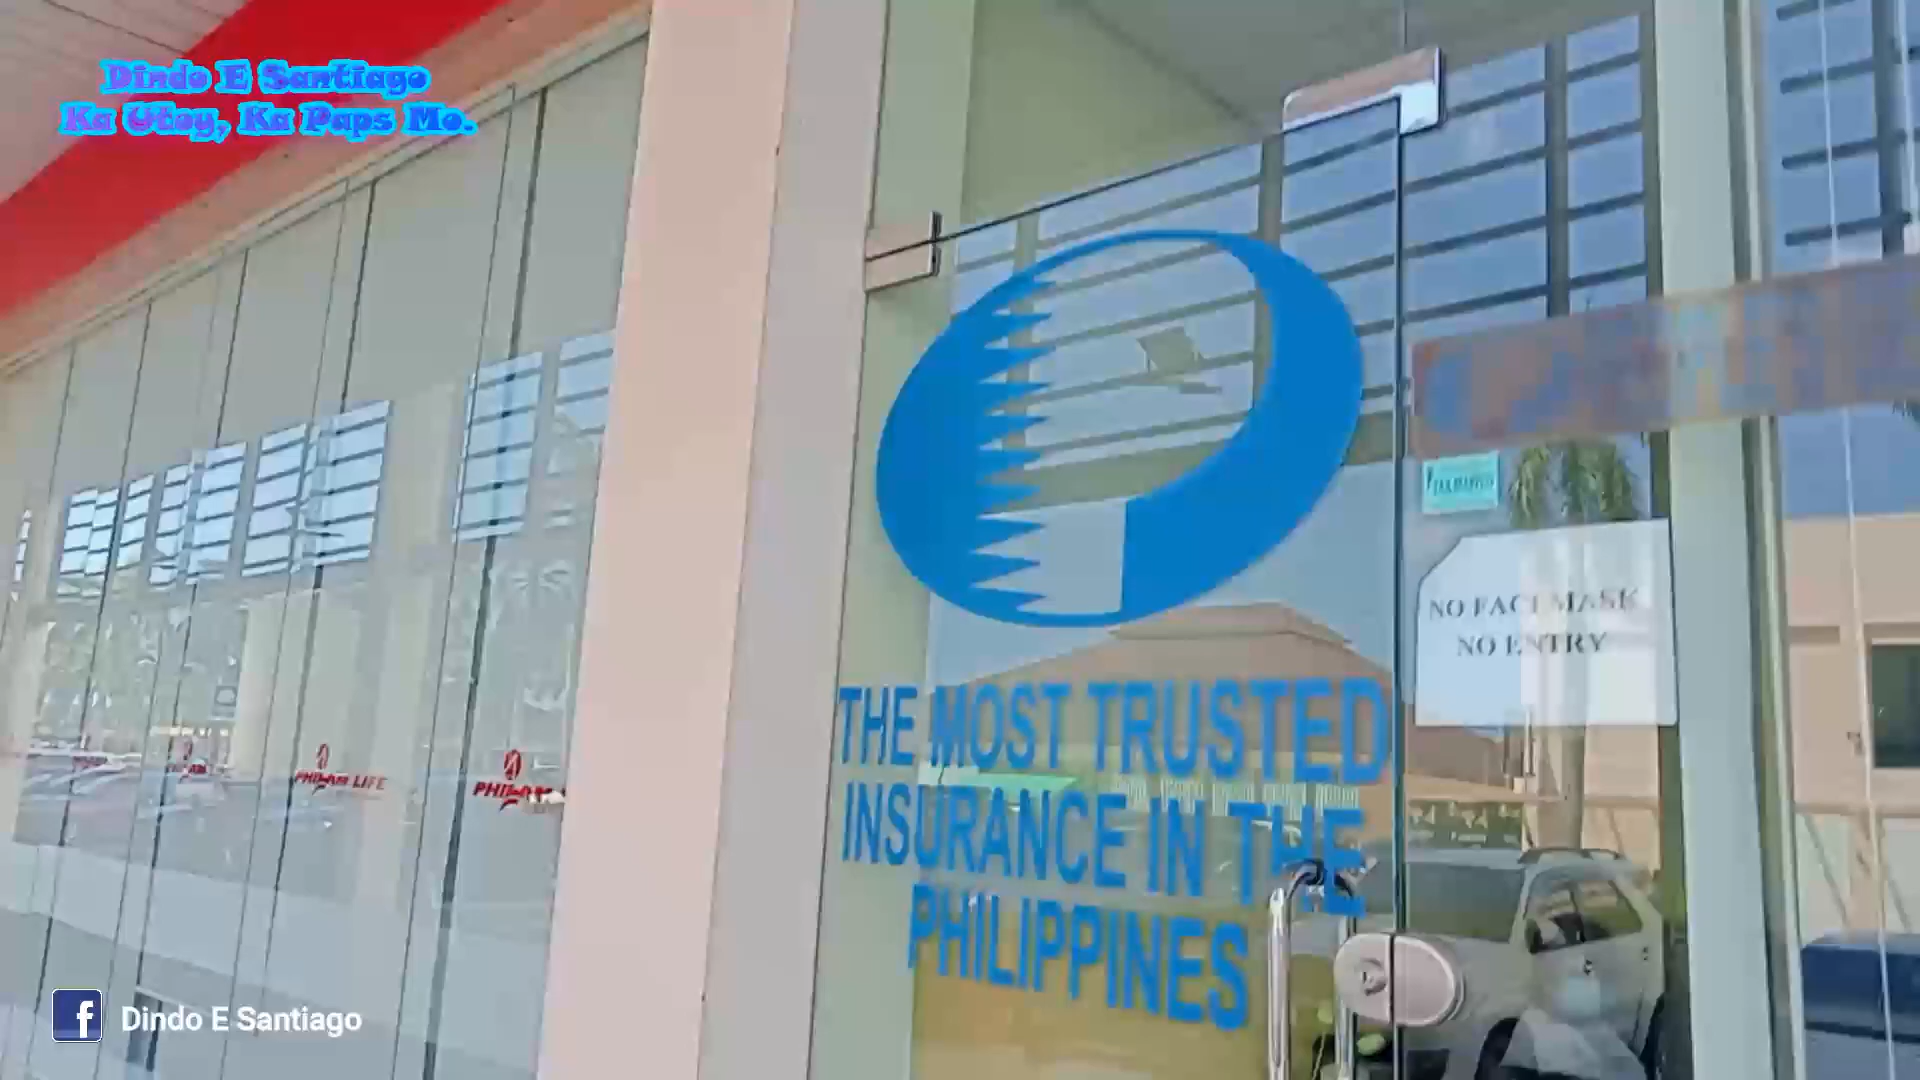 Dindo E Santiago
Ka Utoy, Ka Paps Mo.
THE MOST TRUSTED
INSURANCE IN THE
PHILIPPINES
NO FACE MASK
NO ENTRY
PHILAM LIFE
Dindo E Santiago